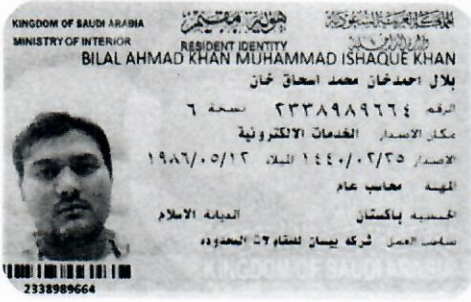 KINGDOM OF SAUDI ARABIA
MINISTRY OF INTERIOR
هوية مقيم
RESIDENT IDENTITY
المملكة العربية السعودية
وزارة الداخلية
BILAL AHMAD KHAN MUHAMMAD ISHAQUE KHAN
بلال احمدخان محمد اسحاق خان
الرقم ٢٣٣٨٩٨٩٦٦٤ نسخة ٦
مكان الاصدار الخدمات الالكترونية
الاصدار ١٤٤٠/٠٢/٢٥ الميلاد ١٩٨٦/٠٥/١٢
المهنة محاسب عام
الجنسية باكستان الديانة الاسلام
صاحب العمل شركة بيسان للمقاولات المحدوده
KINGDOM OF SAUDI ARABIA
2338989664